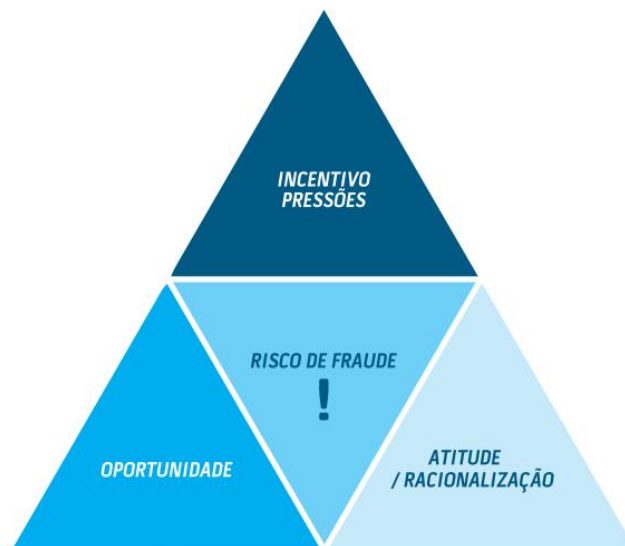 INCENTIVO
PRESSÕES
RISCO DE FRAUDE
!
OPORTUNIDADE
ATITUDE
/ RACIONALIZAÇÃO